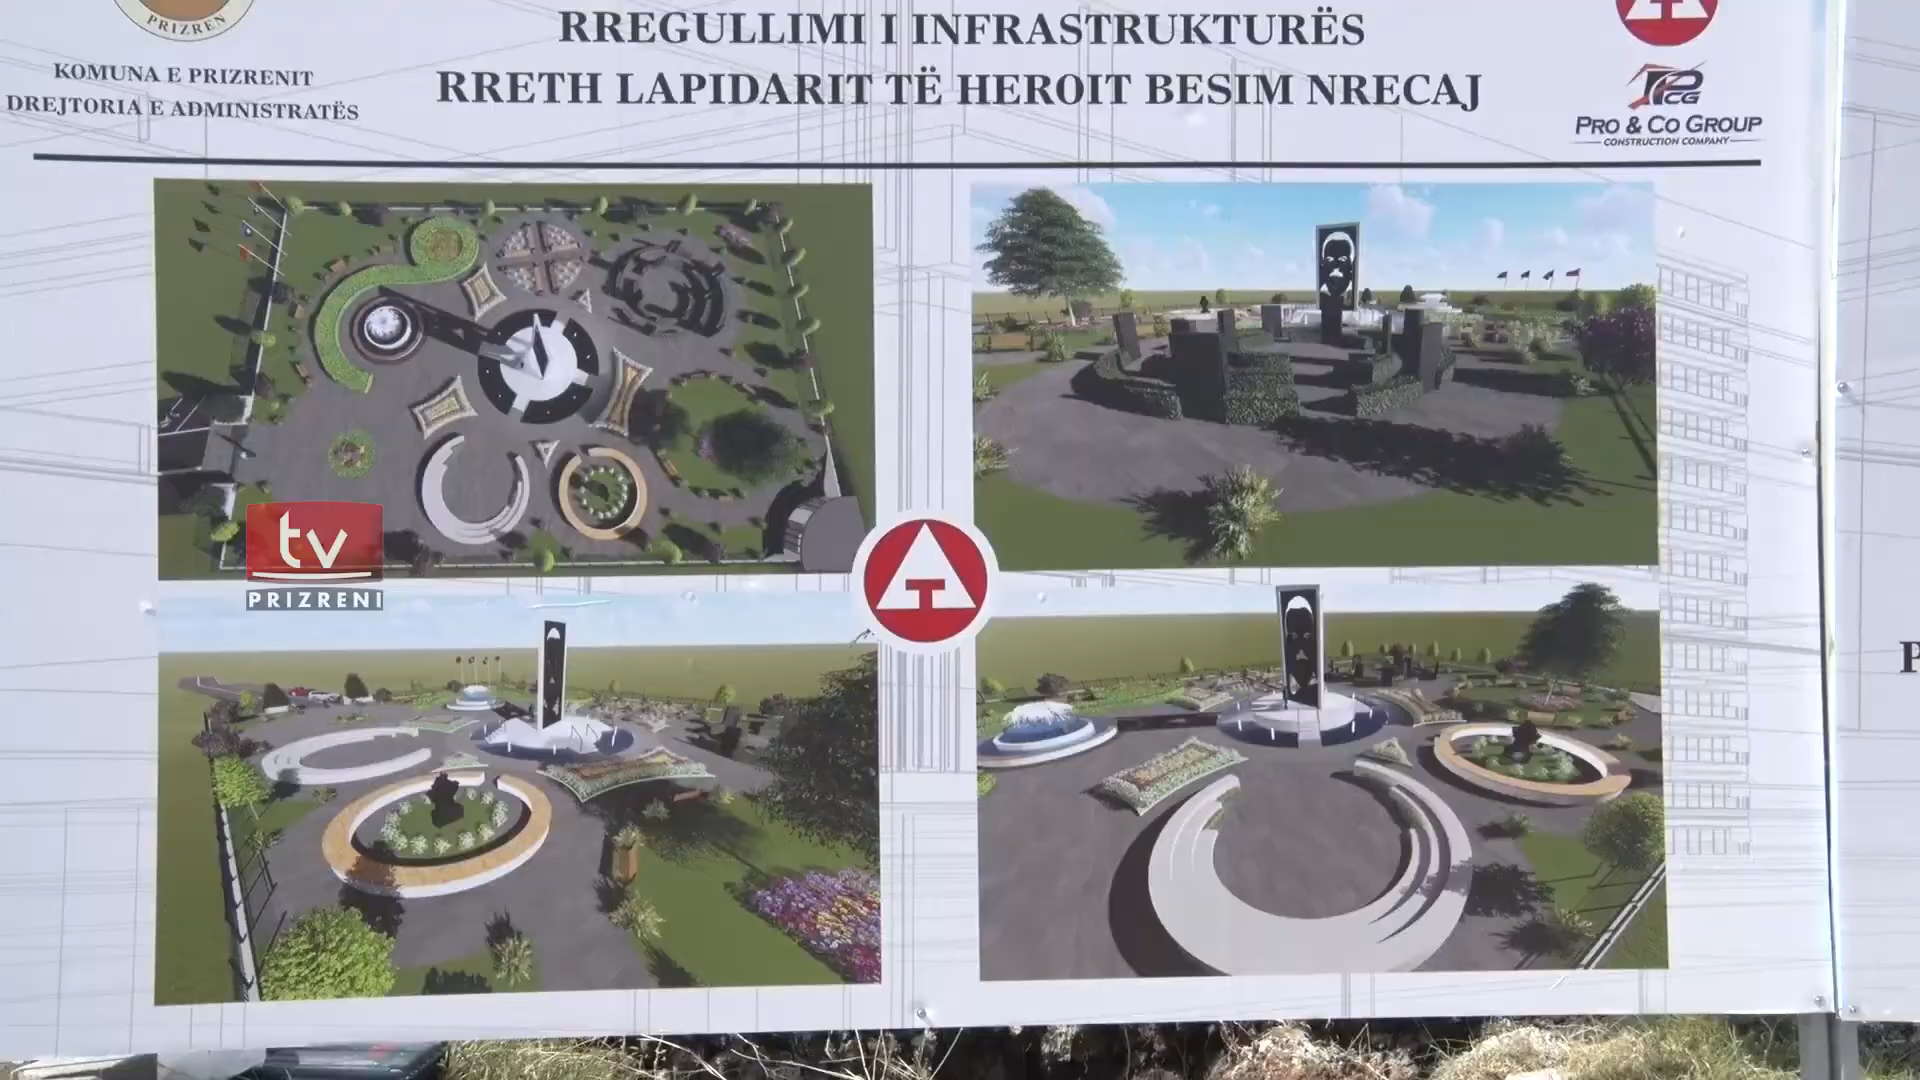 PRIZREN
KOMUNA E PRIZRENIT
DREJTORIA E ADMINISTRATËS
RREGULLIMI I INFRASTRUKTURËS
RRETH LAPIDARIT TË HEROIT BESIM NRECAJ
PCG
PRO & CO GROUP
CONSTRUCTION COMPANY
tv
PRIZRENI
P